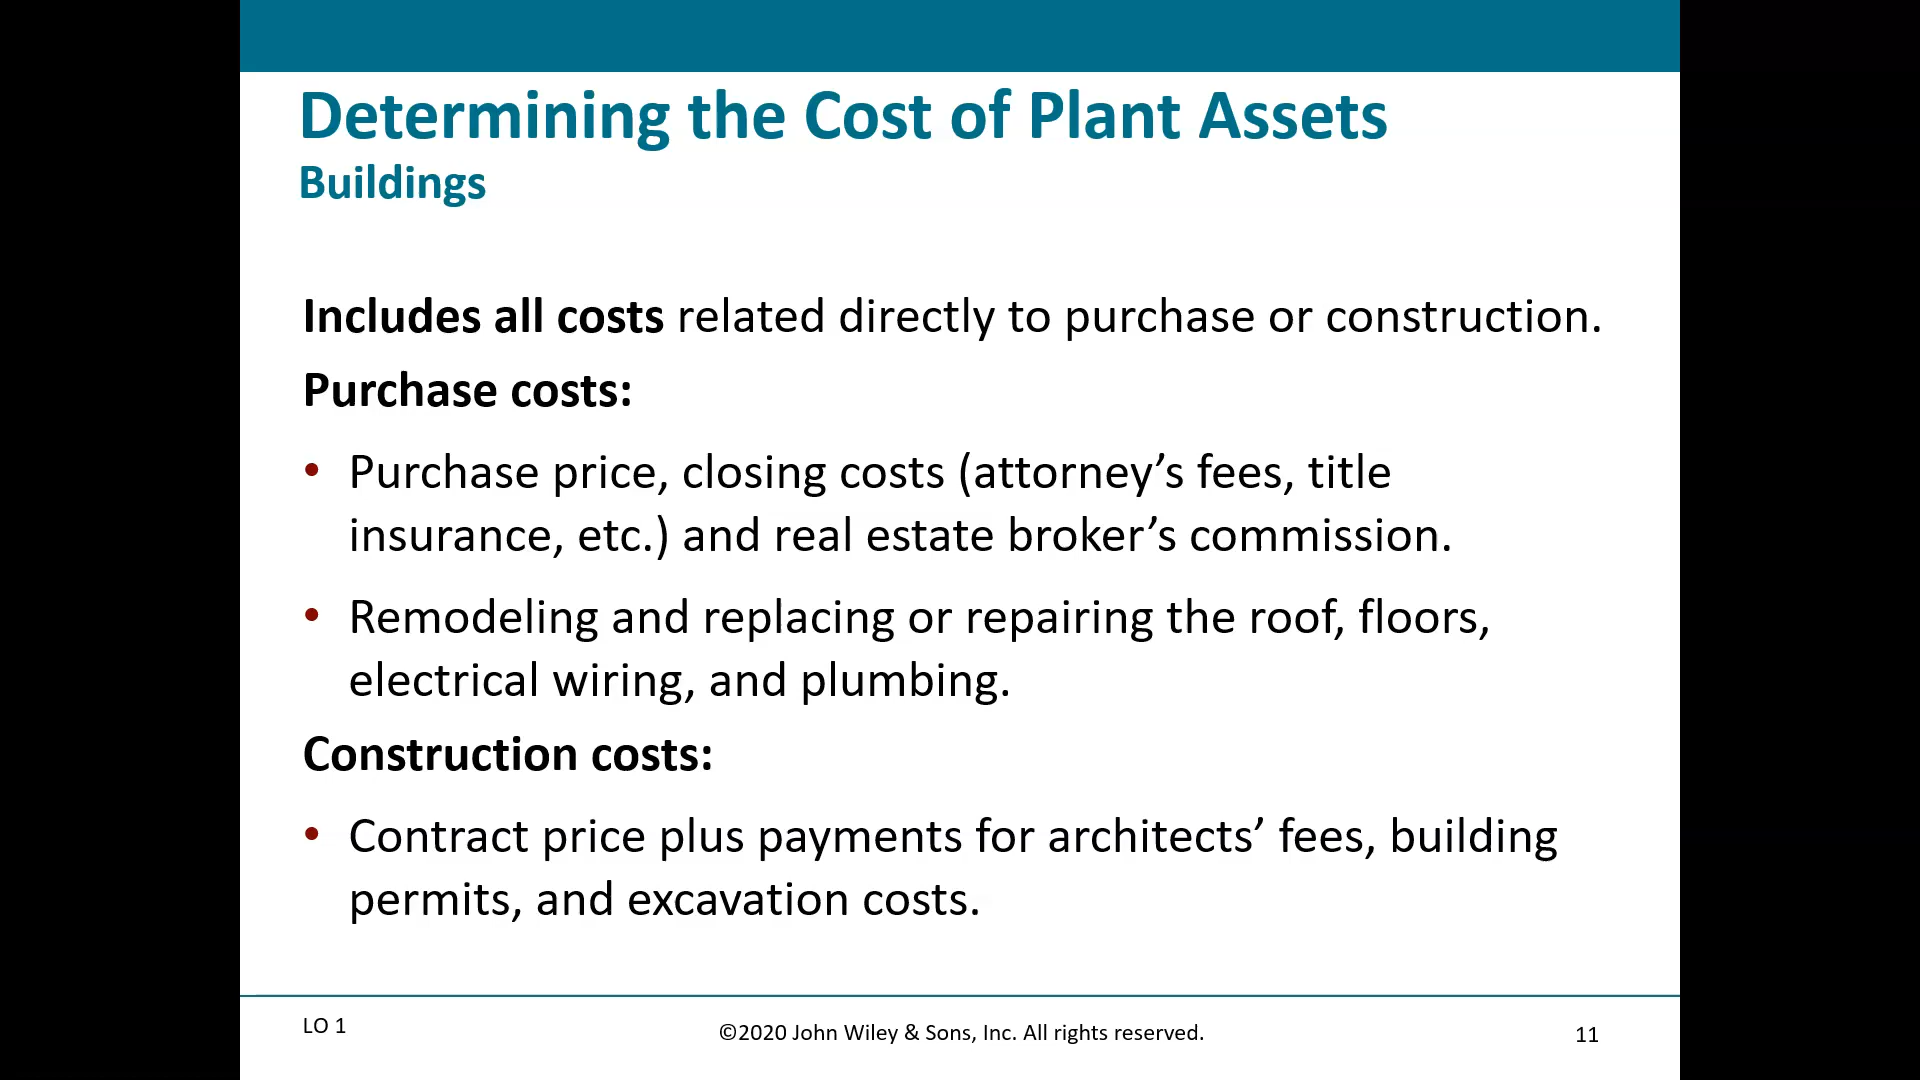 Determining the Cost of Plant Assets
Buildings
Includes all costs related directly to purchase or construction.
Purchase costs:
• Purchase price, closing costs (attorney’s fees, title
insurance, etc.) and real estate broker’s commission.
• Remodeling and replacing or repairing the roof, floors,
electrical wiring, and plumbing.
Construction costs:
• Contract price plus payments for architects’ fees, building
permits, and excavation costs.
LO 1
©2020 John Wiley & Sons, Inc. All rights reserved.
11